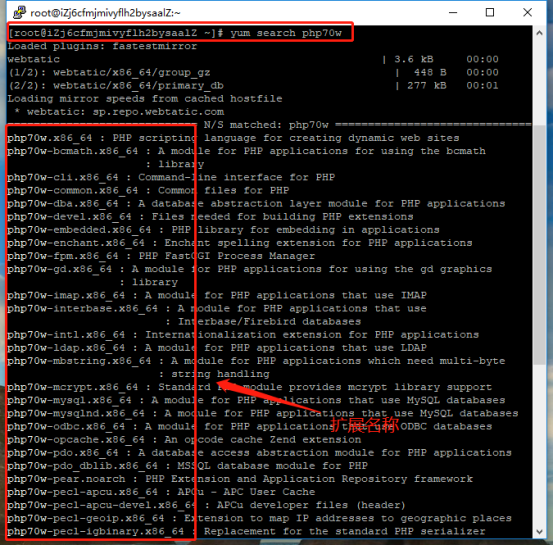 root@iZj6cfmjmivyflh2bysaalZ:~
[root@iZj6cfmjmivyflh2bysaalZ ~]# yum search php70w
Loaded plugins: fastestmirror
webtatic | 3.6 kB 00:00
(1/2): webtatic/x86_64/group_gz | 448 B 00:00
(2/2): webtatic/x86_64/primary_db | 277 kB 00:01
Loading mirror speeds from cached hostfile
* webtatic: sp.repo.webtatic.com
============================ N/S matched: php70w ============================
php70w.x86_64 : PHP scripting language for creating dynamic web sites
php70w-bcmath.x86_64 : A module for PHP applications for using the bcmath
: library
php70w-cli.x86_64 : Command-line interface for PHP
php70w-common.x86_64 : Common files for PHP
php70w-dba.x86_64 : A database abstraction layer module for PHP applications
php70w-devel.x86_64 : Files needed for building PHP extensions
php70w-embedded.x86_64 : PHP library for embedding in applications
php70w-enchant.x86_64 : Enchant spelling extension for PHP applications
php70w-fpm.x86_64 : PHP FastCGI Process Manager
php70w-gd.x86_64 : A module for PHP applications for using the gd graphics
: library
php70w-imap.x86_64 : A module for PHP applications that use IMAP
php70w-interbase.x86_64 : A module for PHP applications that use
: Interbase/Firebird databases
php70w-intl.x86_64 : Internationalization extension for PHP applications
php70w-ldap.x86_64 : A module for PHP applications that use LDAP
php70w-mbstring.x86_64 : A module for PHP applications which need multi-byte
: string handling
php70w-mcrypt.x86_64 : Standard PHP module provides mcrypt library support
php70w-mysql.x86_64 : A module for PHP applications that use MySQL databases
php70w-mysqlnd.x86_64 : A module for PHP applications that use MySQL databases
php70w-odbc.x86_64 : A module for PHP applications that use ODBC databases
扩展名称
php70w-opcache.x86_64 : An opcode cache Zend extension
php70w-pdo.x86_64 : A database access abstraction module for PHP applications
php70w-pdo_dblib.x86_64 : MSSQL database module for PHP
php70w-pear.noarch : PHP Extension and Application Repository framework
php70w-pecl-apcu.x86_64 : APCu - APC User Cache
php70w-pecl-apcu-devel.x86_64 : APCu developer files (header)
php70w-pecl-geoip.x86_64 : Extension to map IP addresses to geographic places
php70w-pecl-igbinary.x86_64 : Replacement for the standard PHP serializer